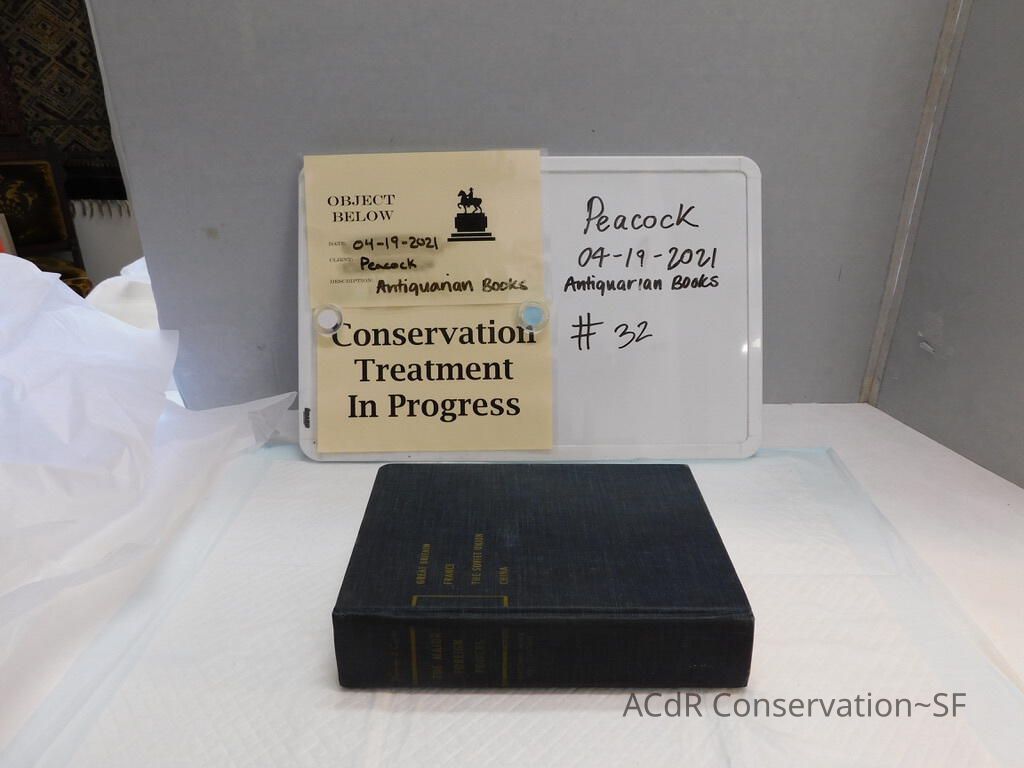 OBJECT
BELOW
DATE: 04-19-2021
CLIENT: Peacock
DESCRIPTION: Antiquarian Books
Conservation
Treatment
In Progress
Peacock
04-19-2021
Antiquarian Books
# 32
GREAT BRITAIN
FRANCE
THE SOVIET UNION
CHINA
THE MAJOR
FOREIGN
POWERS
ACdR Conservation~SF